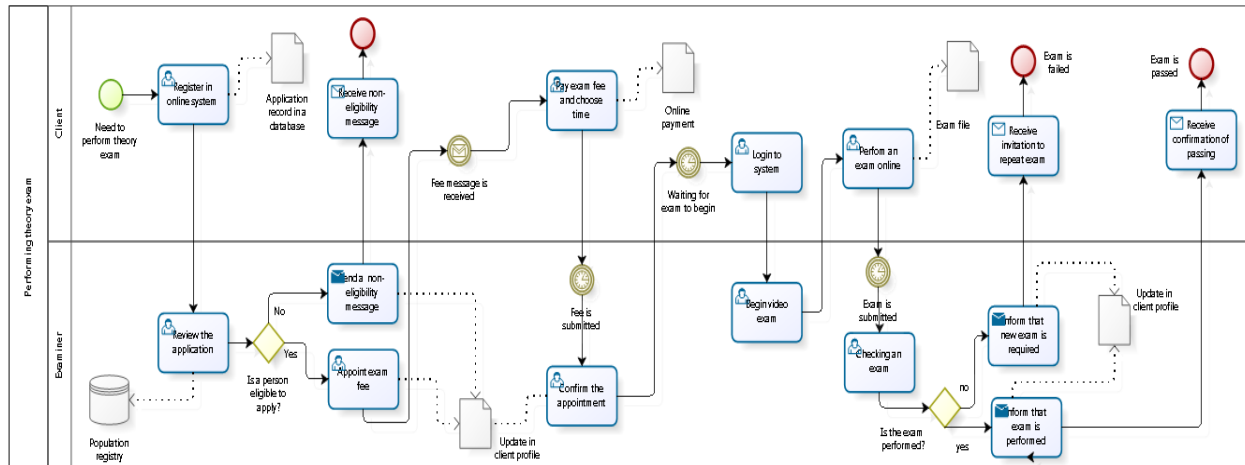 Performing theory exam
Client
Need to
perform theory
exam
Register in
online system
Application
record in a
database
Receive non-
eligibility
message
Fee message is
received
Pay exam fee
and choose
time
Online
payment
Waiting for
exam to begin
Login to
system
Perfom an
exam online
Exam file
Exam is
failed
Receive
invitation to
repeat exam
Exam is
passed
Receive
confirmation of
passing
Examiner
Review the
application
Population
registry
Is a person
eligible to
apply?
No
Yes
Send a non-
eligibility
message
Appoint exam
fee
Update in
client profile
Fee is
submitted
Confirm the
appointment
Begin video
exam
Exam is
submitted
Checking an
exam
Is the exam
performed?
no
yes
Inform that
new exam is
required
Inform that
exam is
performed
Update in
client profile